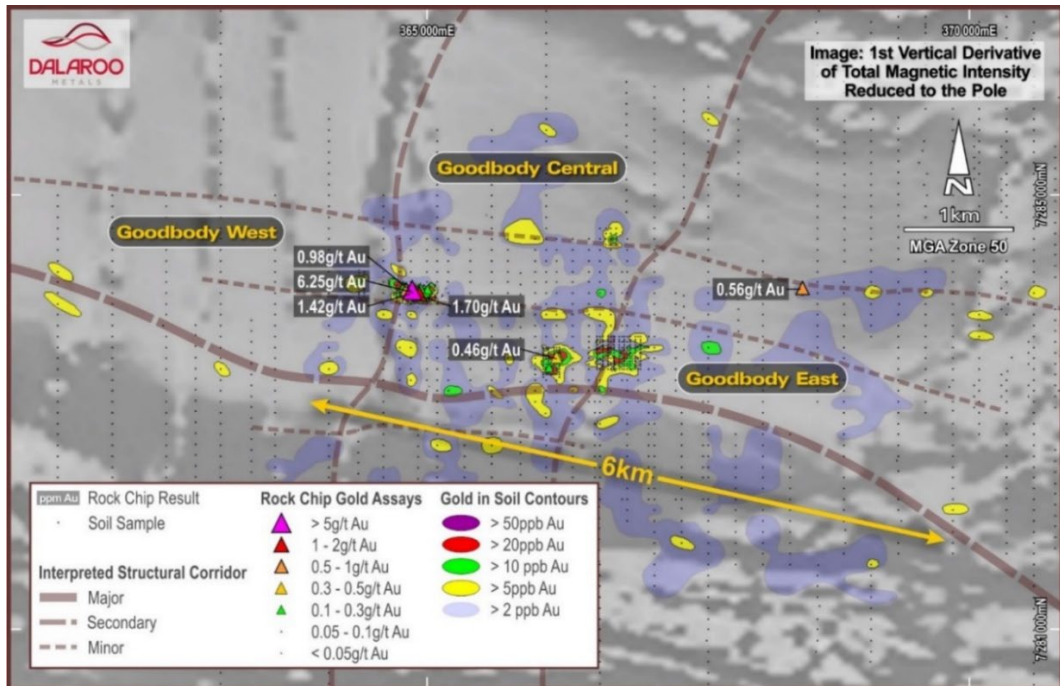 DALAROO
METALS
365 000mE
370 000mE
Image: 1st Vertical Derivative
of Total Magnetic Intensity
Reduced to the Pole
N
1km
MGA Zone 50
7/285 000mN
Goodbody Central
Goodbody West
0.98g/t Au
6.25g/t Au
1.42g/t Au
1.70g/t Au
0.56g/t Au
0.46g/t Au
Goodbody East
6km
ppm Au Rock Chip Result
Soil Sample
Interpreted Structural Corridor
Major
Secondary
Minor
Rock Chip Gold Assays
> 5g/t Au
1 - 2g/t Au
0.5 - 1g/t Au
0.3 - 0.5g/t Au
0.1 - 0.3g/t Au
0.05 - 0.1g/t Au
< 0.05g/t Au
Gold in Soil Contours
> 50ppb Au
> 20ppb Au
> 10 ppb Au
> 5ppb Au
> 2 ppb Au
7/281 000mN